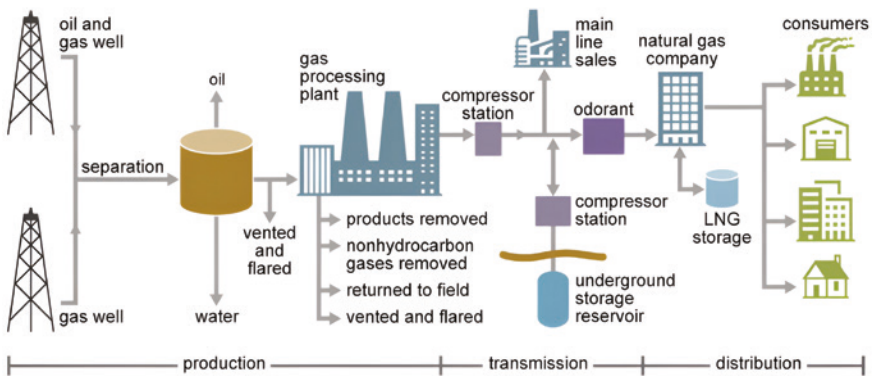 oil and
gas well
separation
gas well
oil
water
vented
and
flared
gas
processing
plant
products removed
nonhydrocarbon
gases removed
returned to field
vented and flared
compressor
station
main
line
sales
odorant
compressor
station
underground
storage
reservoir
natural gas
company
LNG
storage
consumers
production
transmission
distribution